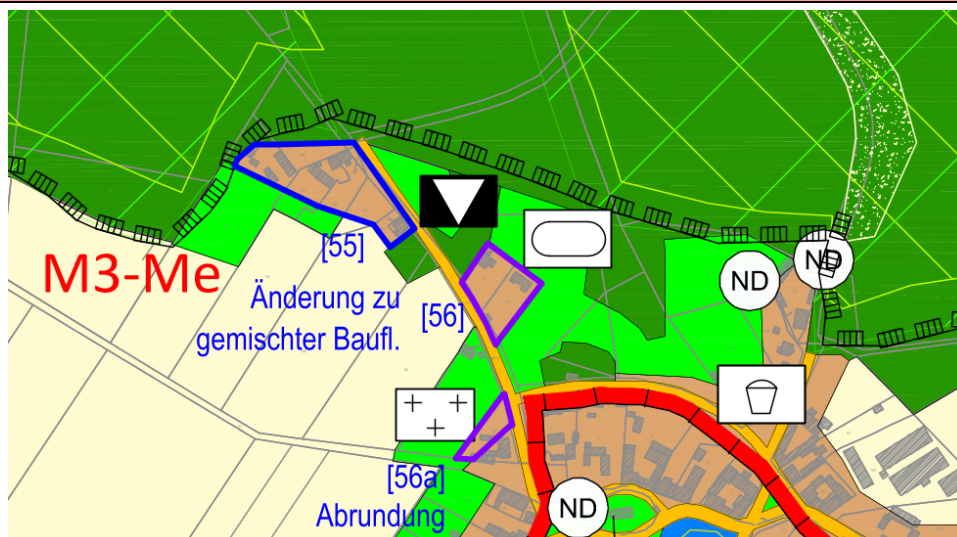 [55]
M3-Me
Änderung zu
gemischter Baufl.
[56]
ND
ND
[56a]
Abrundung
ND